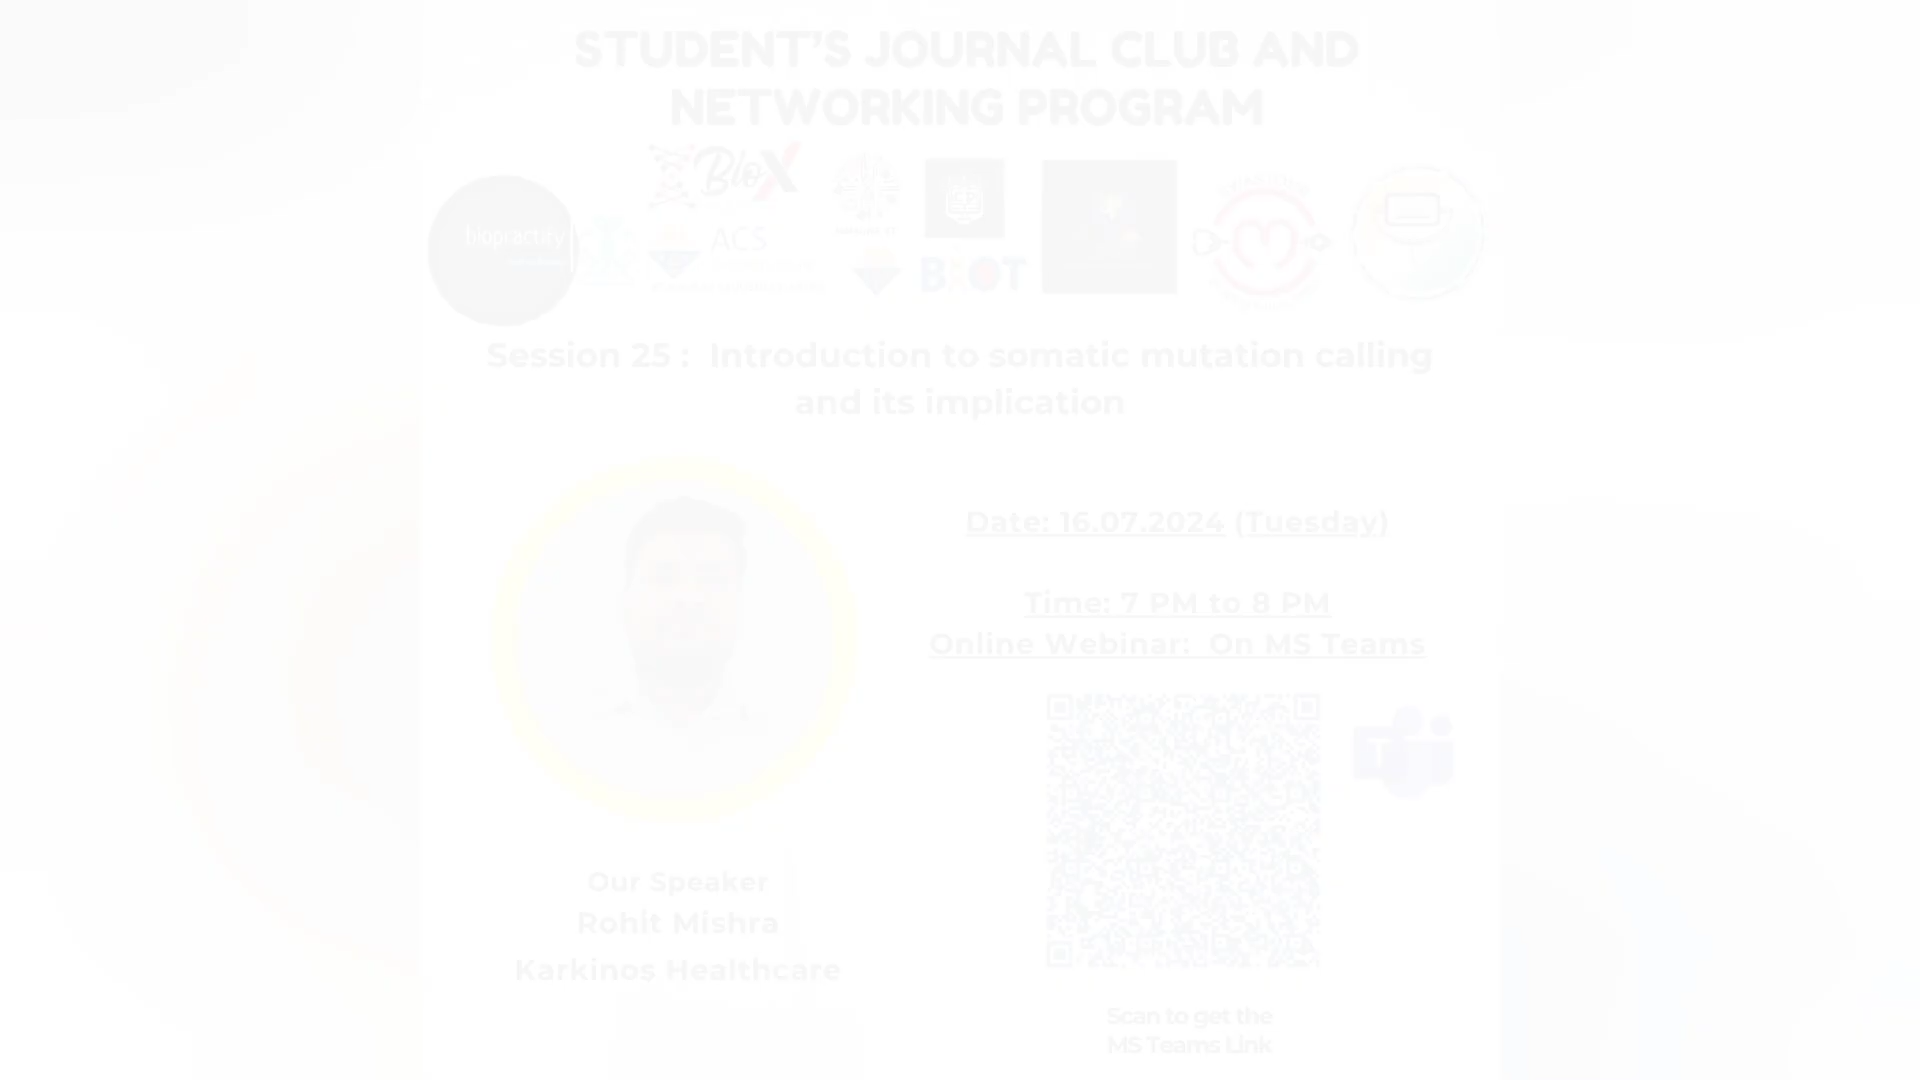 STUDENT'S JOURNAL CLUB AND
NETWORKING PROGRAM
biopractify
BloX
ACS
BIOT
Session 25 : Introduction to somatic mutation calling
and its implication
Date: 16.07.2024 (Tuesday)
Time: 7 PM to 8 PM
Online Webinar: On MS Teams
T
Our Speaker
Rohit Mishra
Karkinos Healthcare
Scan to get the
MS Teams Link